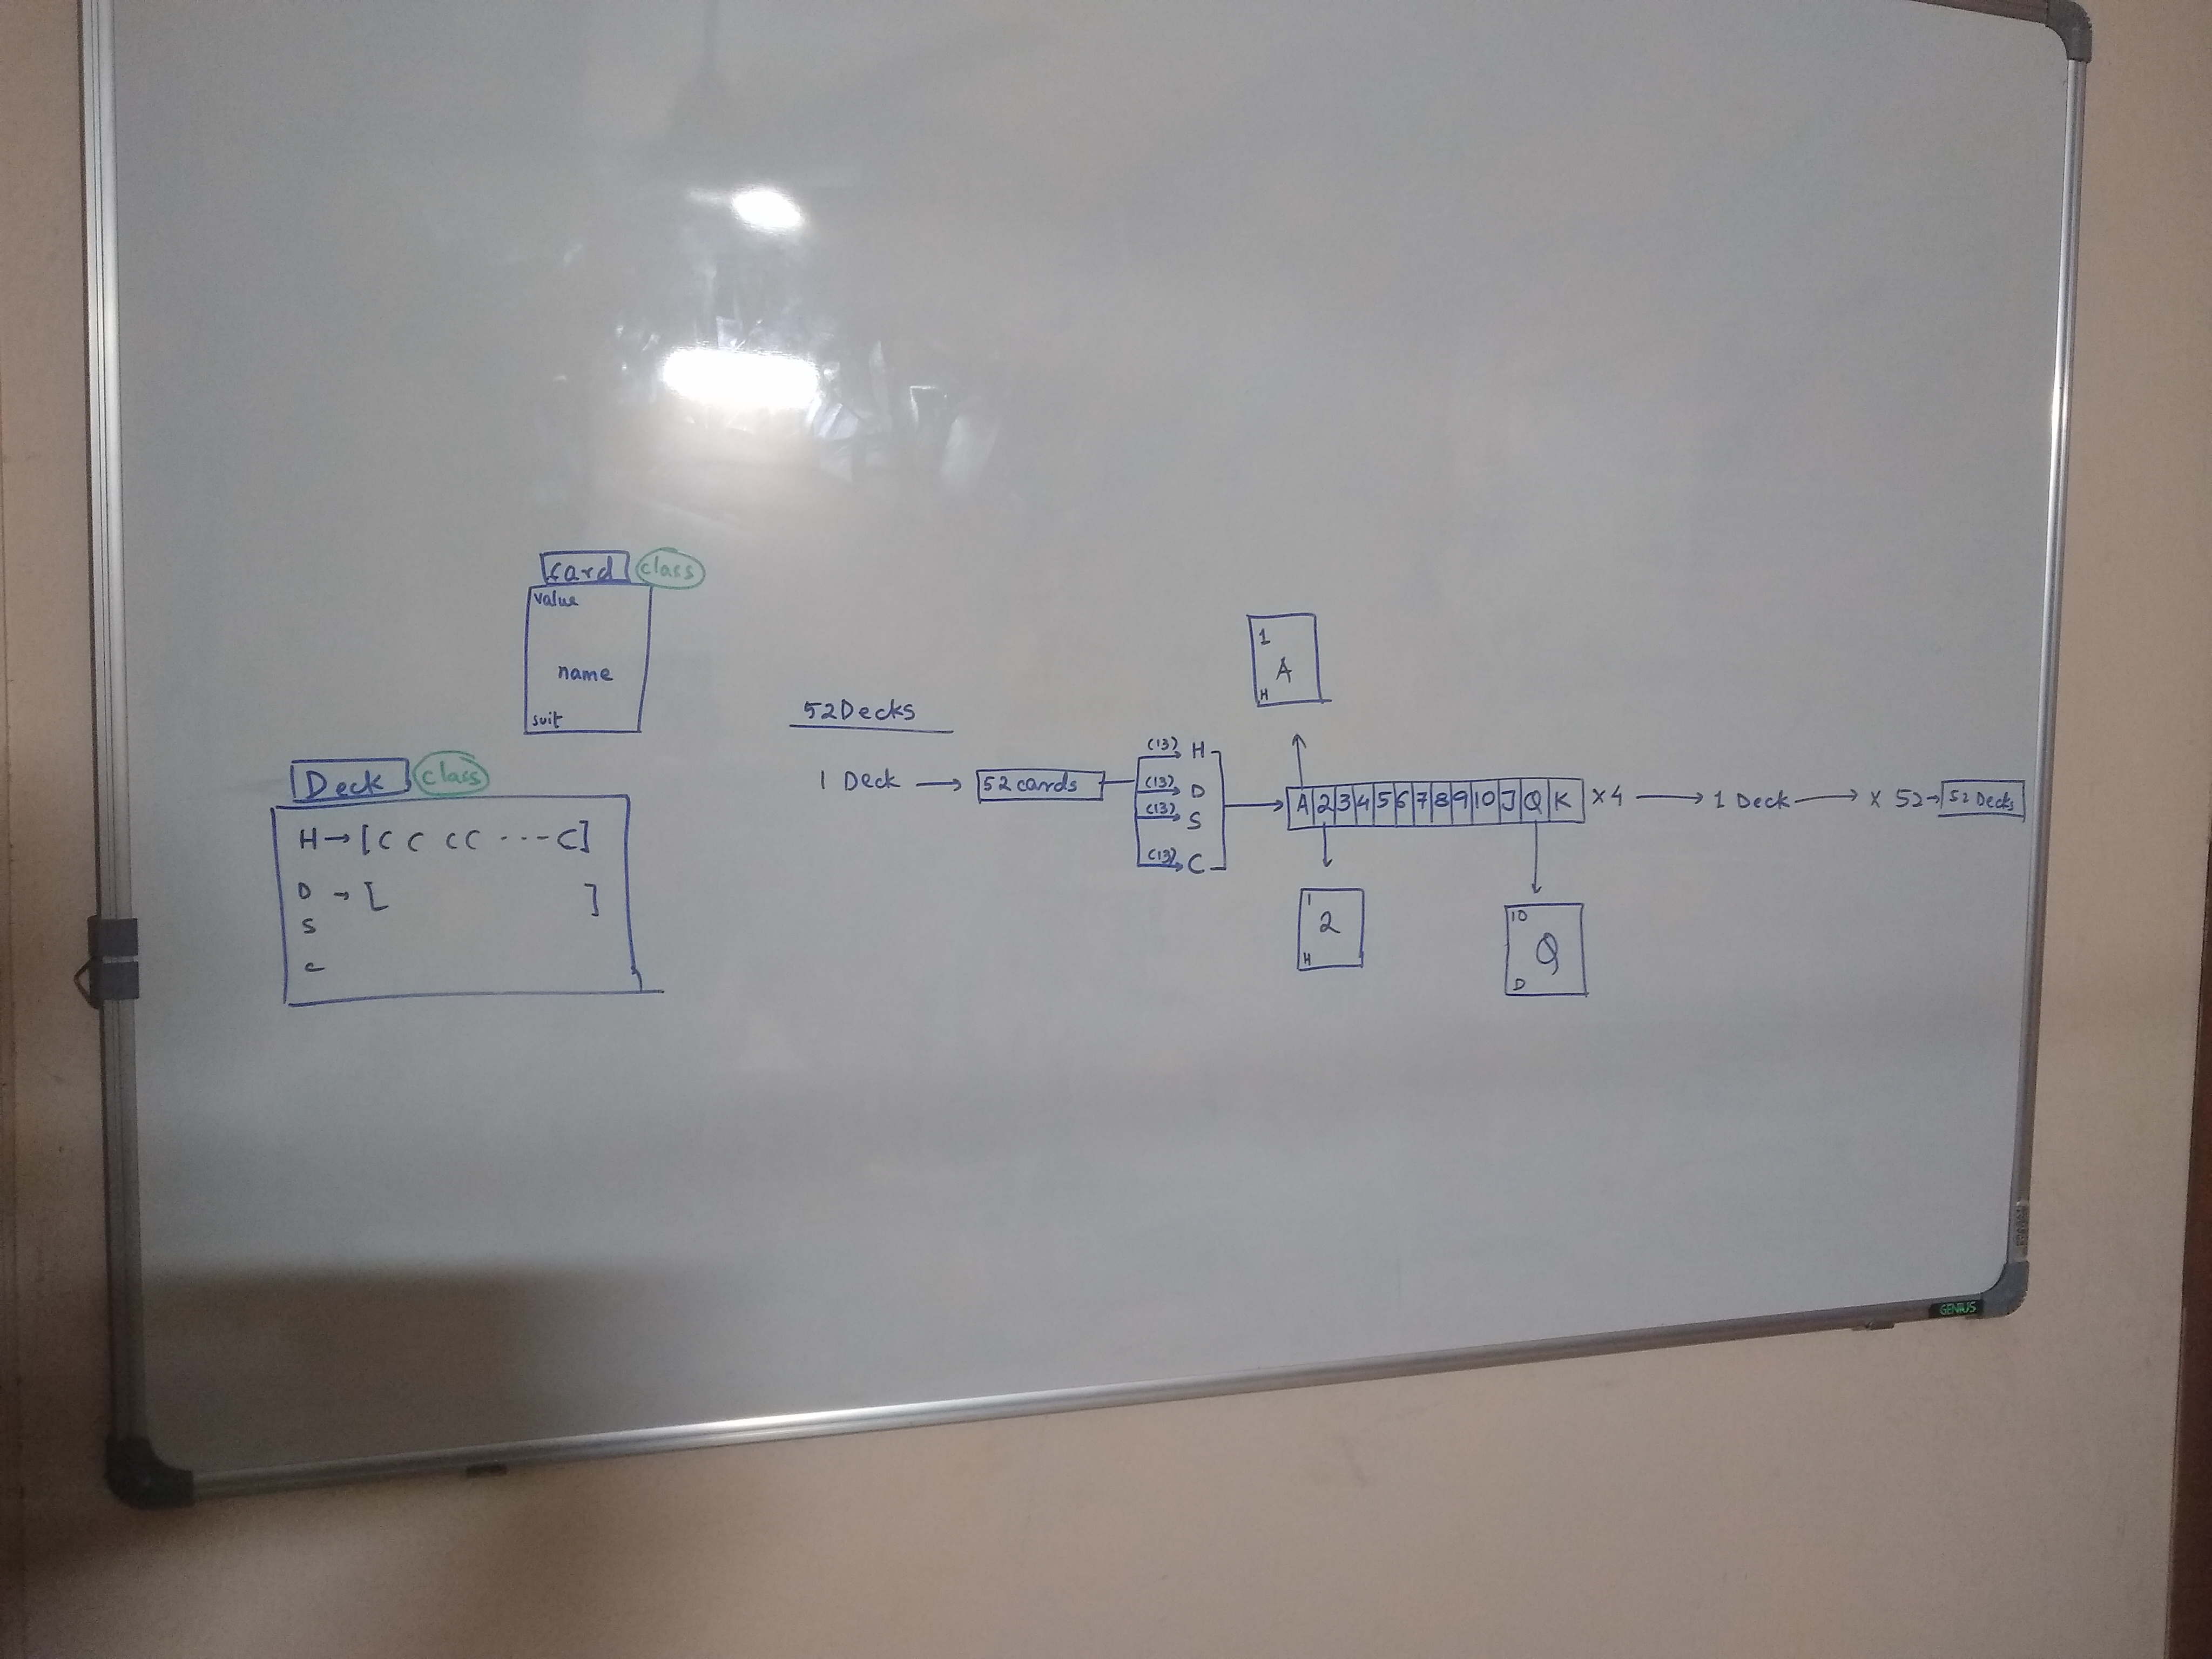 Card class
value
name
suit
Deck class
H → [C C C C ---C]
D → [ ]
S
C
52Decks
1 Deck → 52 cards
(13) H
(13) D
(13) S
(13) C
A 2 3 4 5 6 7 8 9 10 J Q K ×4 → 1 Deck → × 52 → 52 Decks
1
A
H
1
2
H
10
Q
D
GENIUS